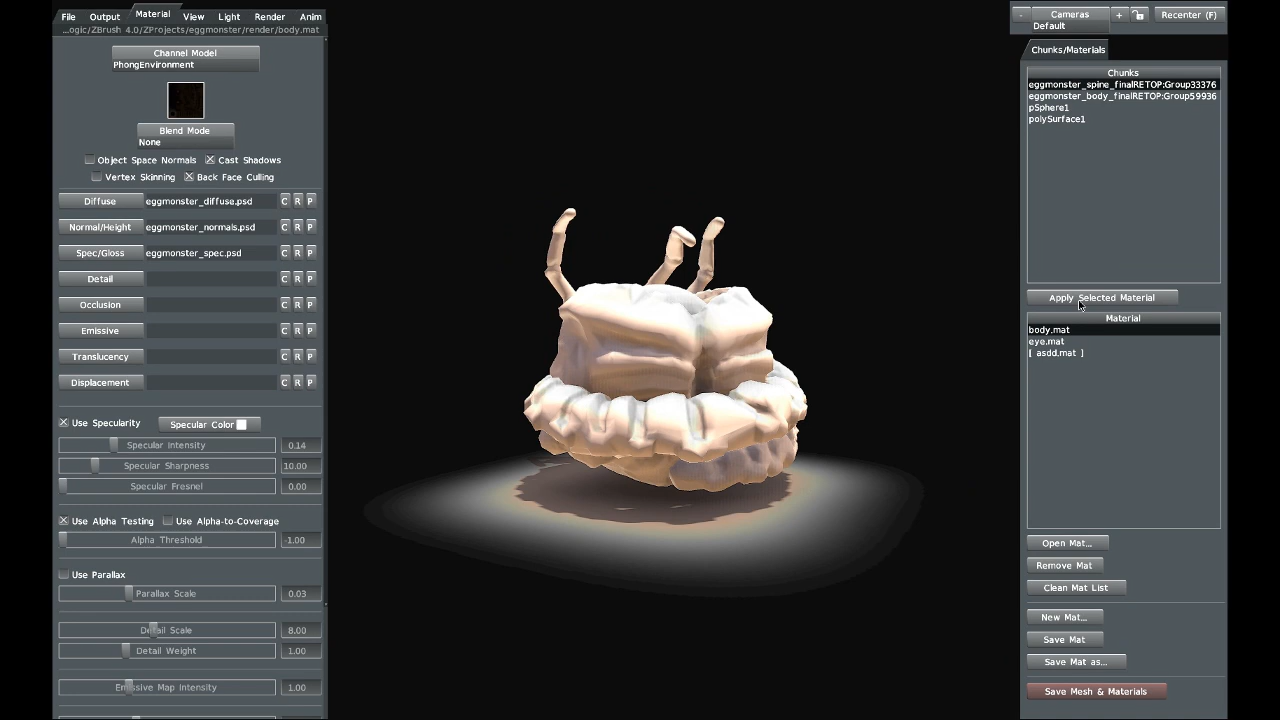 File Output Material View Light Render Anim
...ogic/ZBrush 4.0/ZProjects/eggmonster/render/body.mat
Channel Model
PhongEnvironment
Blend Mode
None
Object Space Normals Cast Shadows
Vertex Skinning Back Face Culling
Diffuse eggmonster_diffuse.psd C R P
Normal/Height eggmonster_normals.psd C R P
Spec/Gloss eggmonster_spec.psd C R P
Detail C R P
Occlusion C R P
Emissive C R P
Translucency C R P
Displacement C R P
Use Specularity Specular Color
Specular Intensity 0.14
Specular Sharpness 10.00
Specular Fresnel 0.00
Use Alpha Testing Use Alpha-to-Coverage
Alpha Threshold -1.00
Use Parallax
Parallax Scale 0.03
Detail Scale 8.00
Detail Weight 1.00
Emissive Map Intensity 1.00
- Cameras + Recenter (F)
Default
Chunks/Materials
Chunks
eggmonster_spine_finalRETOP:Group33376
eggmonster_body_finalRETOP:Group59936
pSphere1
polySurface1
Apply Selected Material
Material
body.mat
eye.mat
[ asdd.mat ]
Open Mat...
Remove Mat
Clean Mat List
New Mat...
Save Mat
Save Mat as...
Save Mesh & Materials